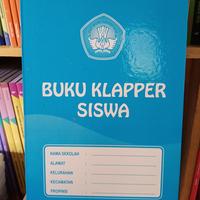 BUKU KLAPPER
SISWA
NAMA SEKOLAH :
ALAMAT :
KELURAHAN :
KECAMATAN :
PROPINSI :